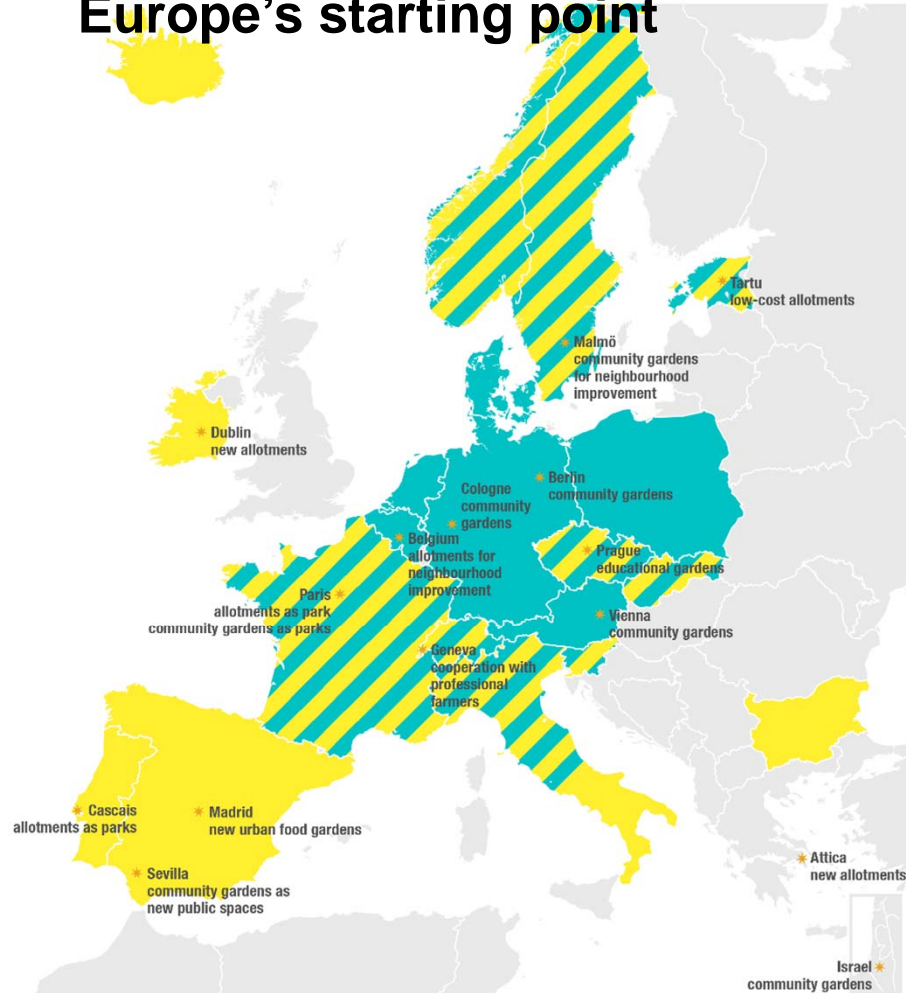 Europe’s starting point
Tartu
low-cost allotments
Malmö
community gardens
for neighbourhood
improvement
Dublin
new allotments
Berlin
community gardens
Cologne
community
gardens
Belgium
allotments for
neighbourhood
improvement
Prague
educational gardens
Paris
allotments as park
community gardens as parks
Vienna
community gardens
Geneva
cooperation with
professional
farmers
Cascais
allotments as parks
Madrid
new urban food gardens
Sevilla
community gardens as
new public spaces
Attica
new allotments
Israel
community gardens